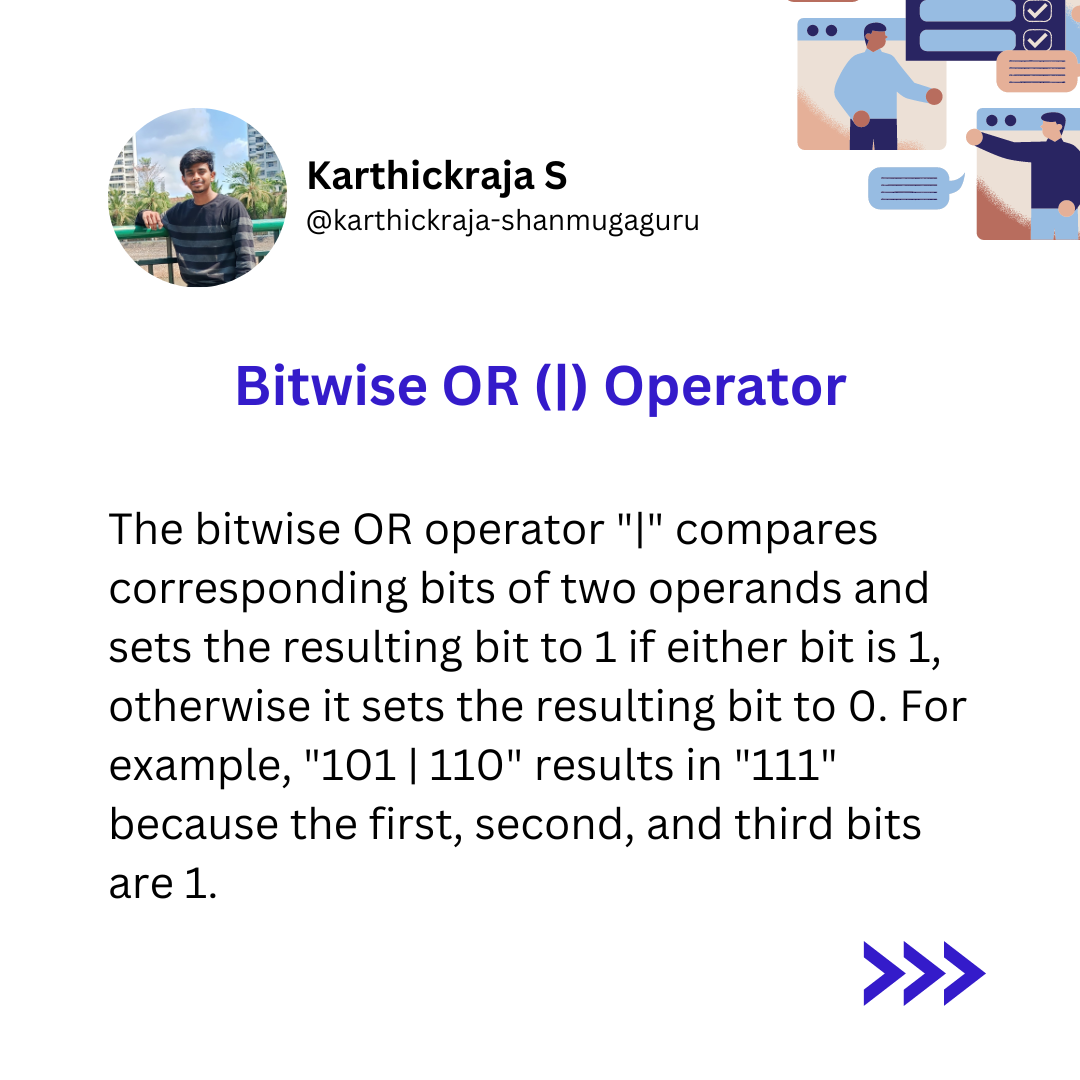 Karthickraja S
@karthickraja-shanmugaguru
Bitwise OR (|) Operator
The bitwise OR operator "|" compares
corresponding bits of two operands and
sets the resulting bit to 1 if either bit is 1,
otherwise it sets the resulting bit to 0. For
example, "101 | 110" results in "111"
because the first, second, and third bits
are 1.